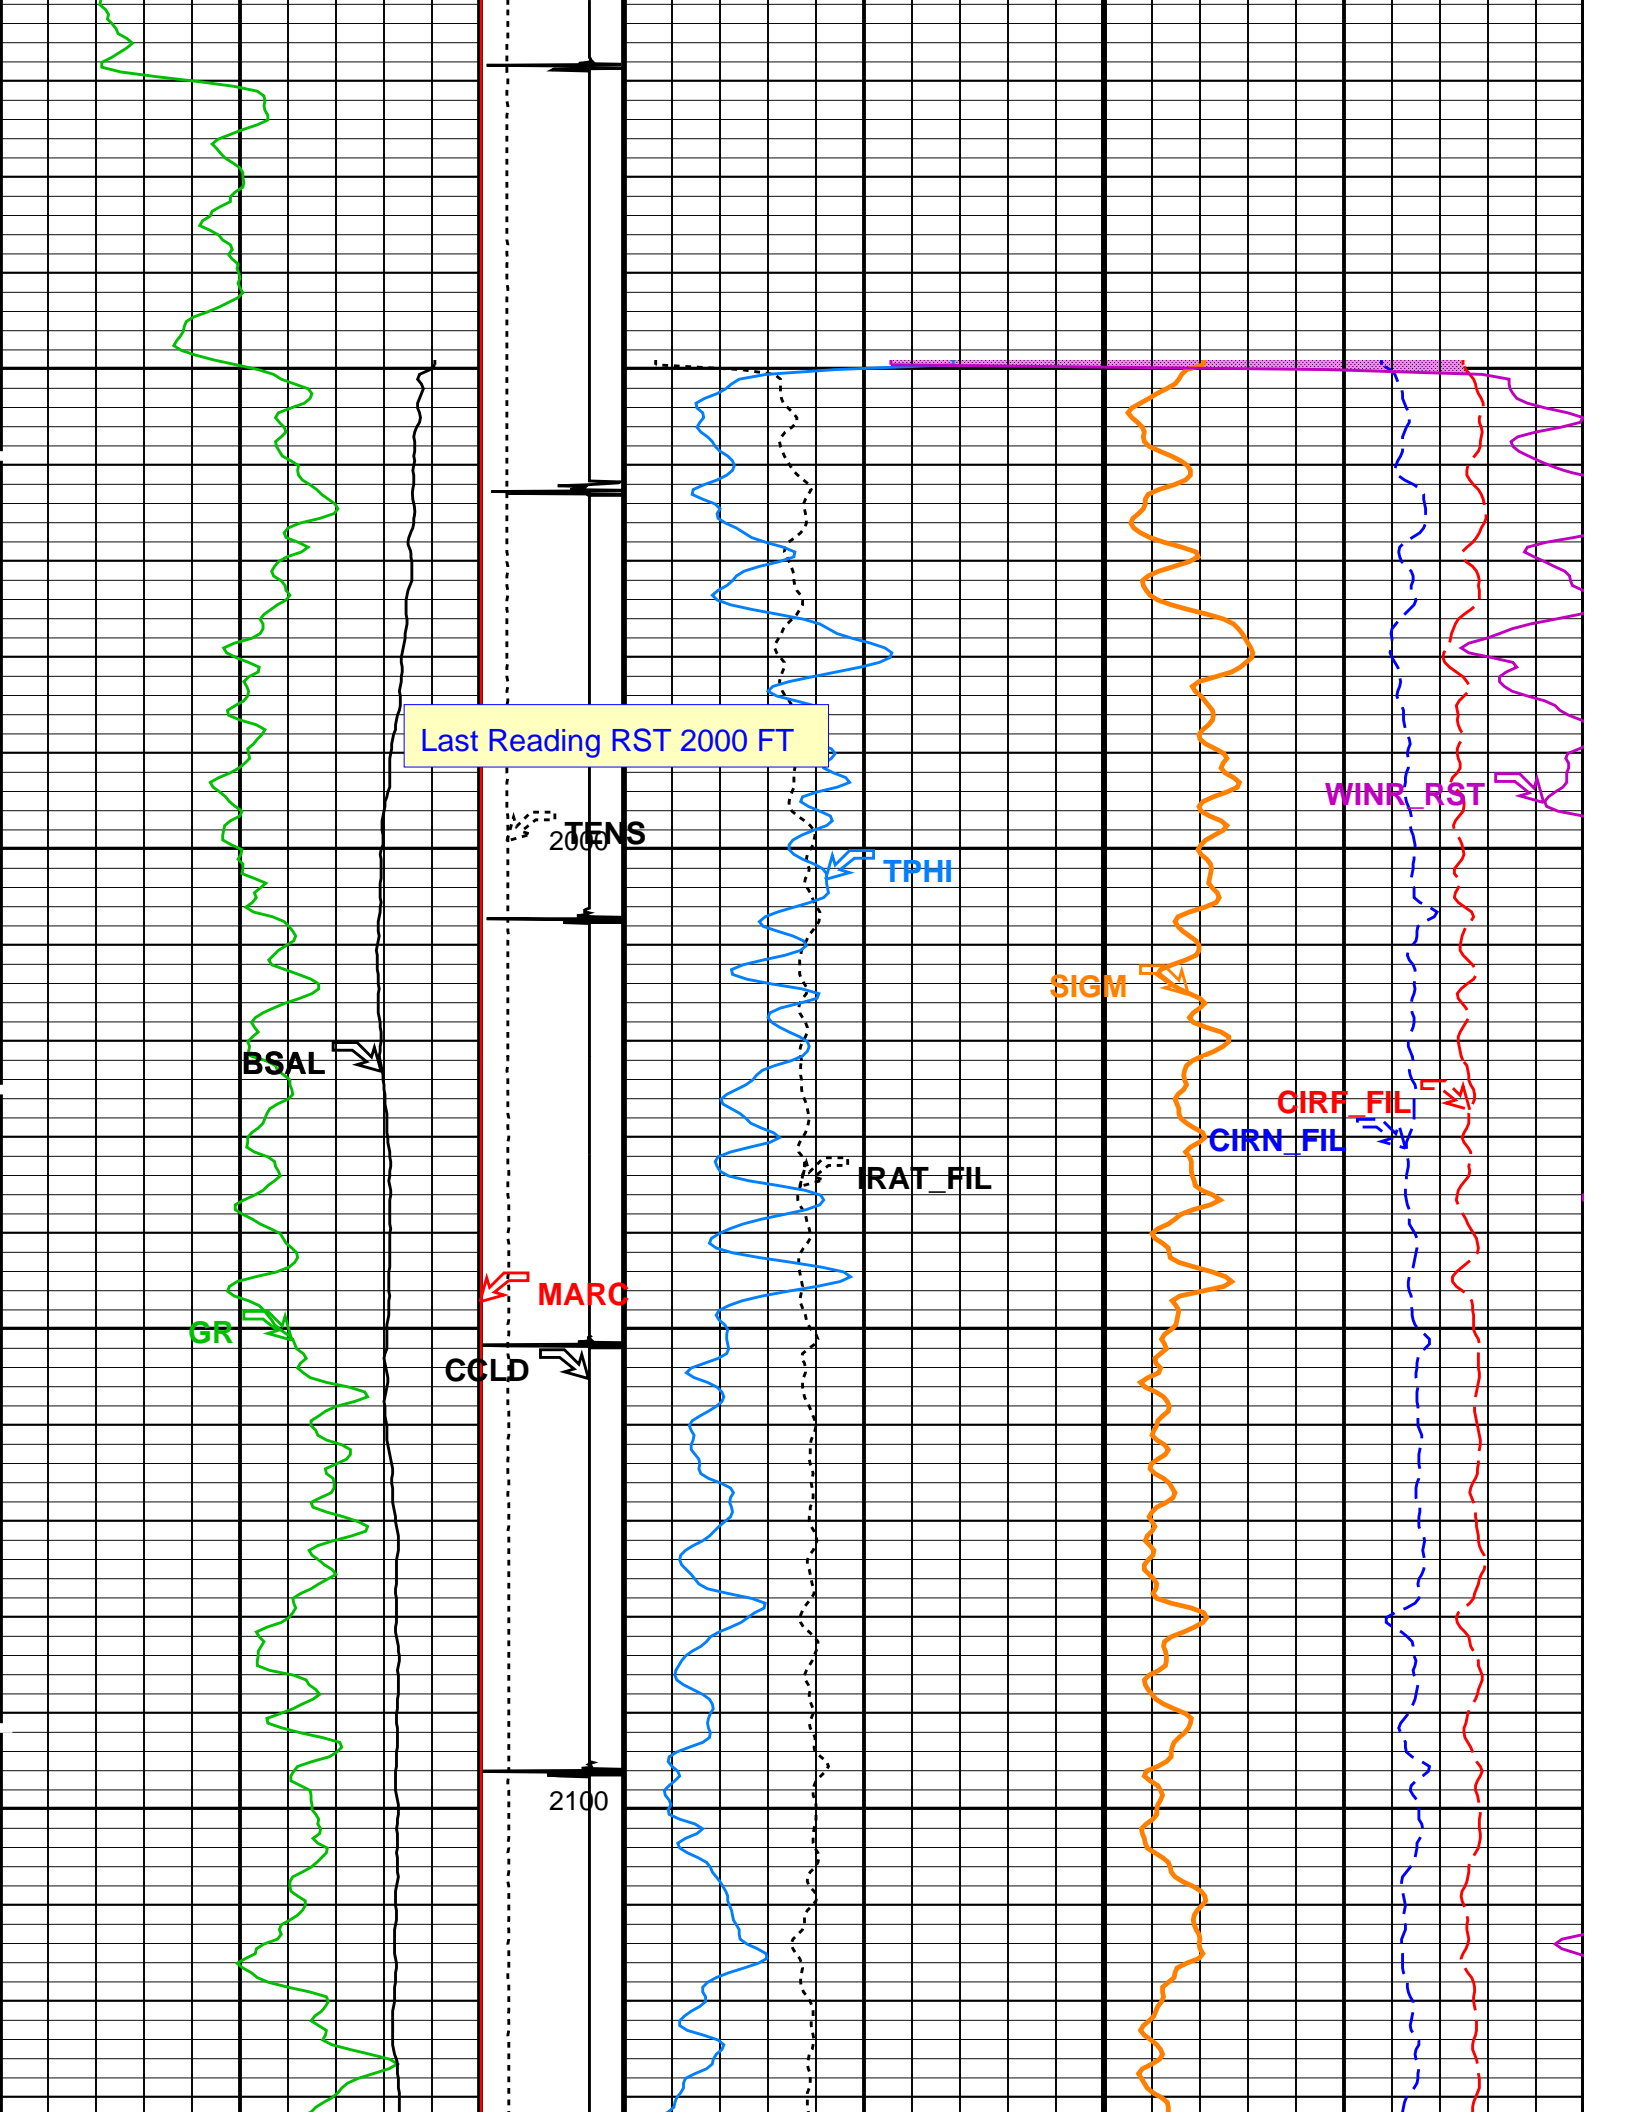 Last Reading RST 2000 FT
WINR_RST
TENS
2000
TPHI
SIGM
BSAL
CIRF_FIL
CIRN_FIL
IRAT_FIL
MARC
GR
CCLD
2100